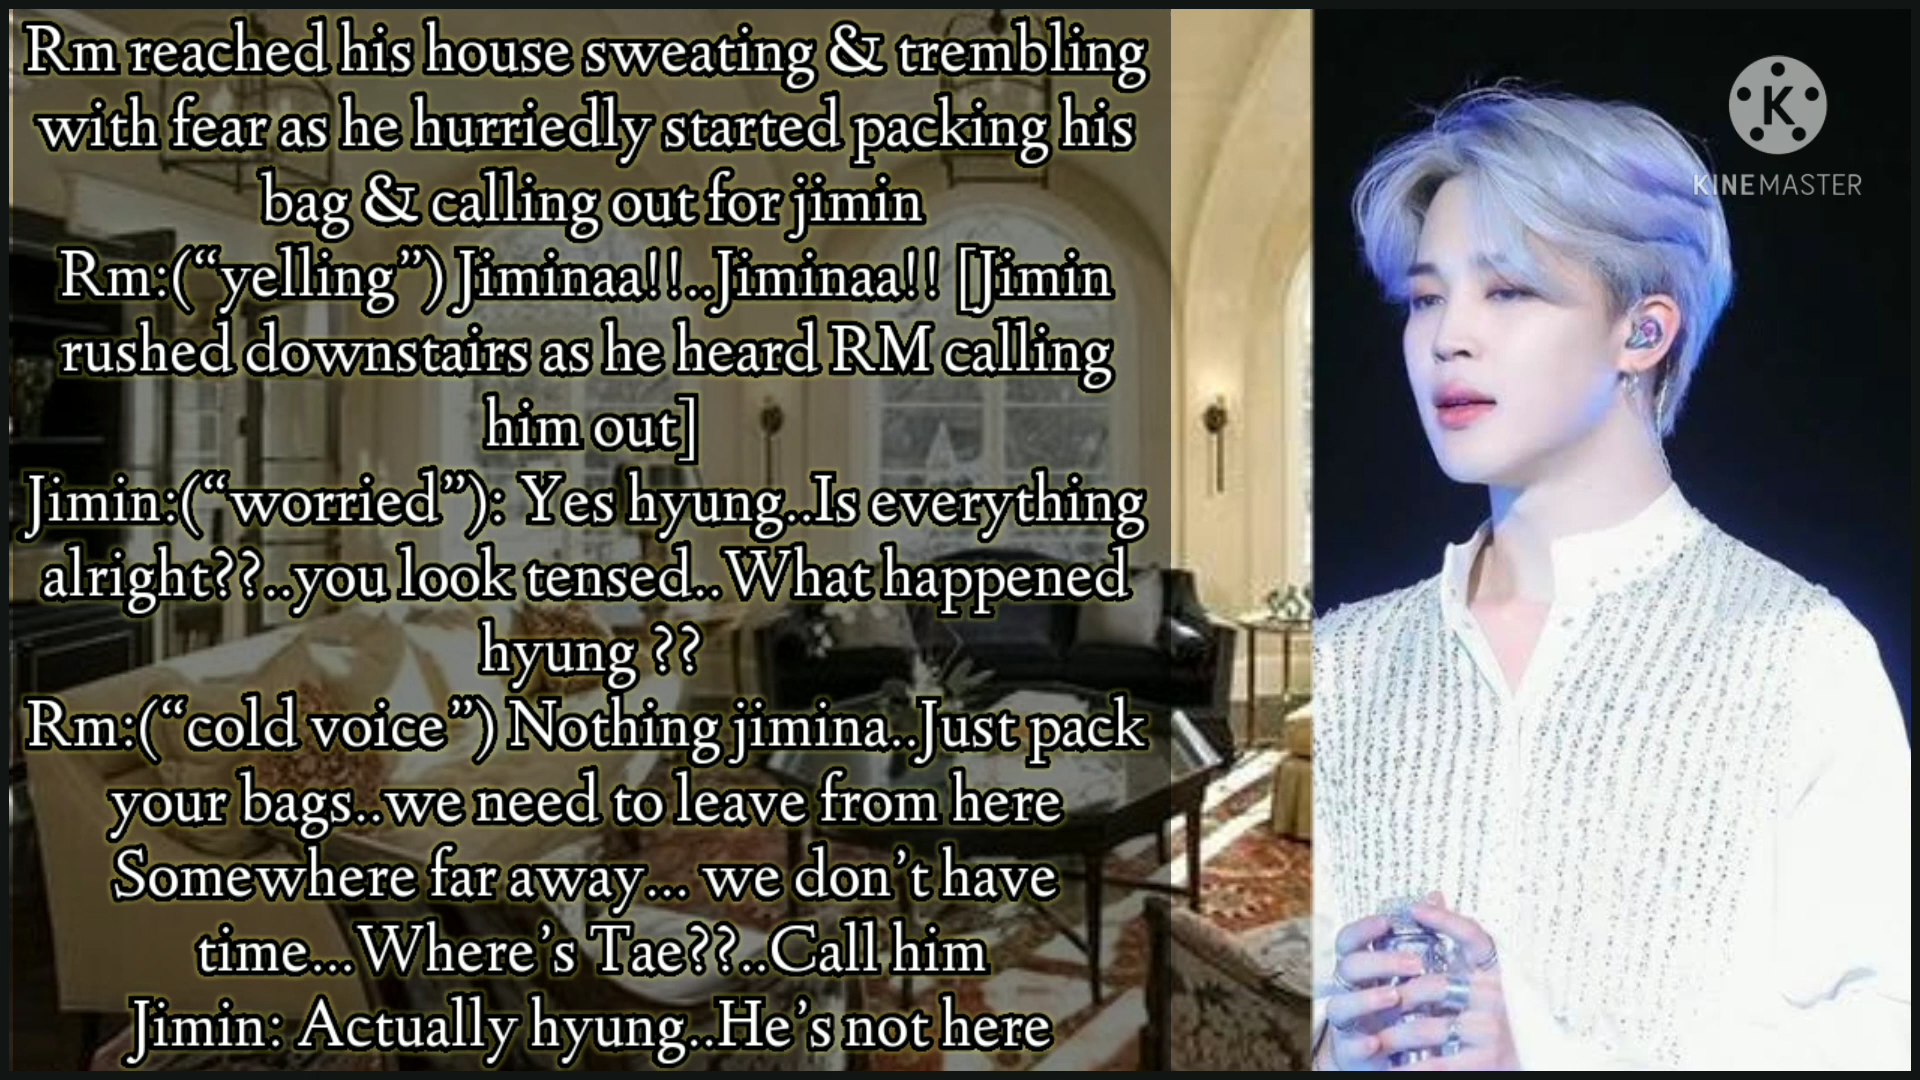 Rm reached his house sweating & trembling
with fear as he hurriedly started packing his
bag & calling out for jimin
Rm:(“yelling”) Jiminaa!!..Jiminaa!! [Jimin
rushed downstairs as he heard RM calling
him out]
Jimin:(“worried”): Yes hyung..Is everything
alright??..you look tensed..What happened
hyung ??
Rm:(“cold voice”) Nothing jimina..Just pack
your bags..we need to leave from here
Somewhere far away... we don’t have
time...Where’s Tae??..Call him
Jimin: Actually hyung..He’s not here
K
KINEMASTER